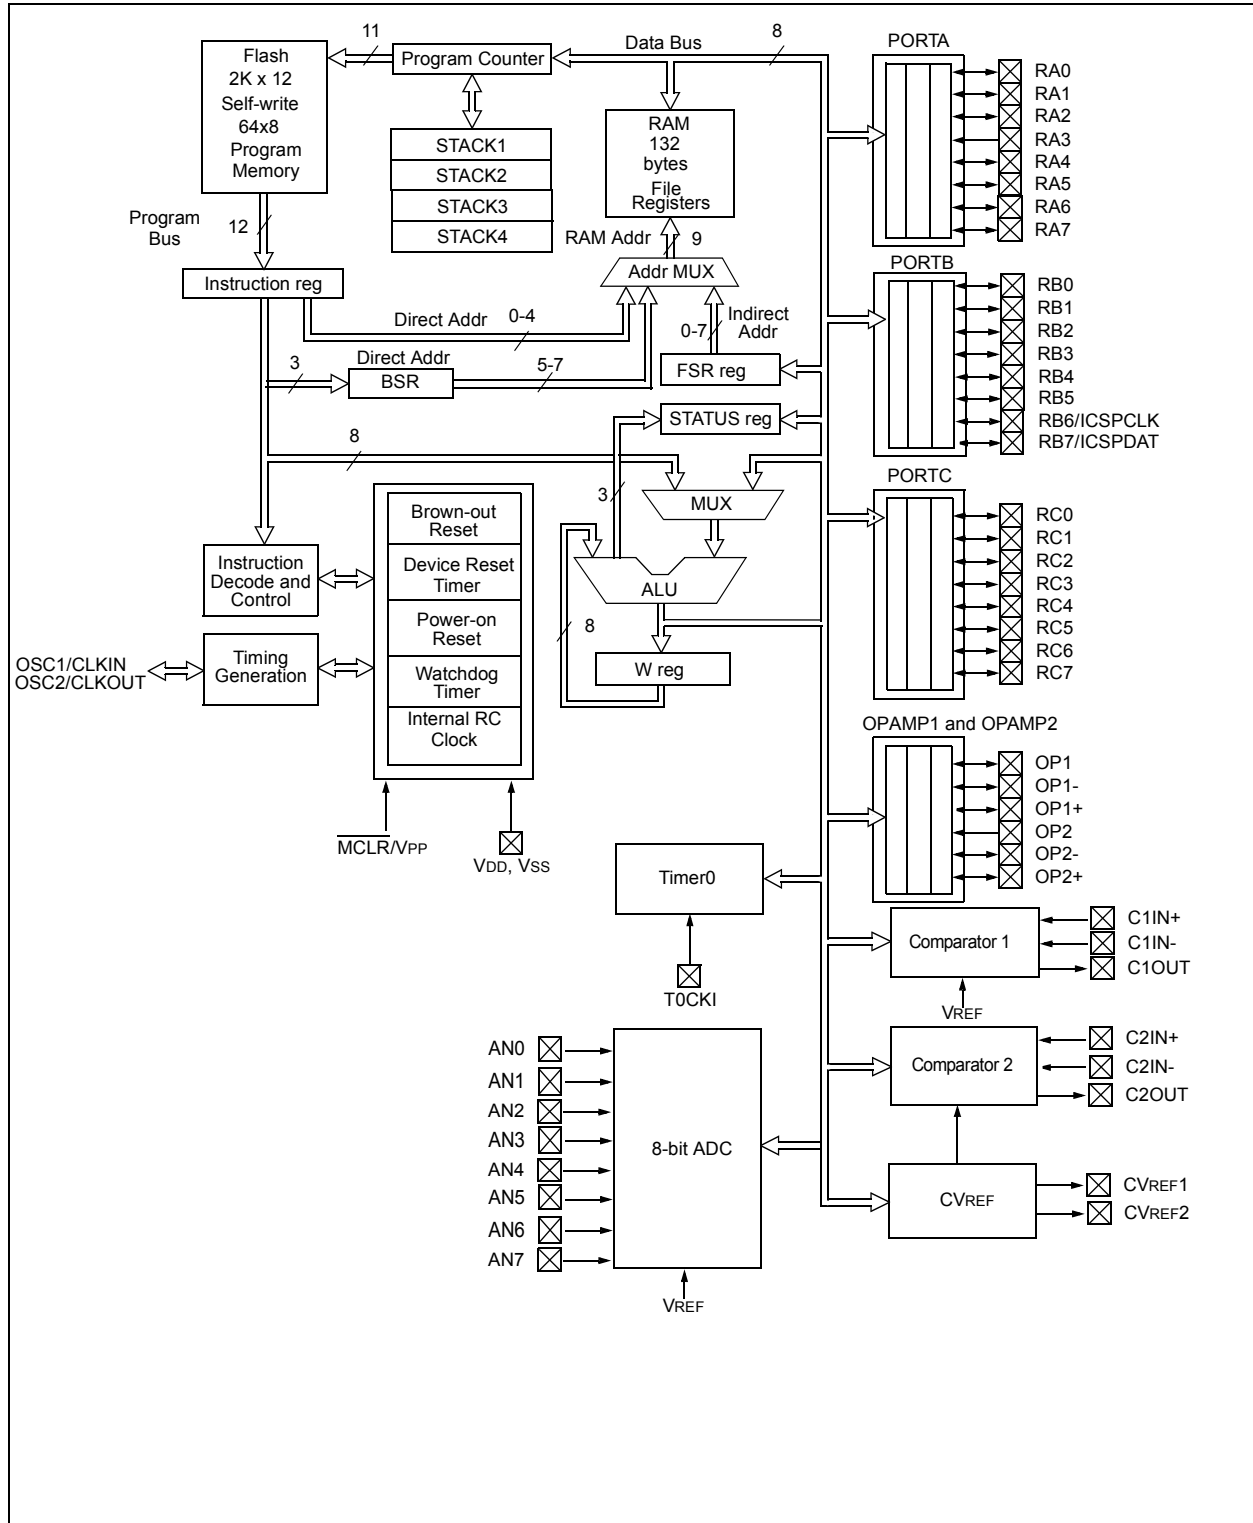 11
Data Bus
8
PORTA
Flash
2K x 12
Self-write
64x8
Program
Memory
Program Counter
STACK1
STACK2
STACK3
STACK4
RAM
132
bytes
File
Registers
RA0
RA1
RA2
RA3
RA4
RA5
RA6
RA7
Program
Bus
12
RAM Addr
9
Addr MUX
Instruction reg
Direct Addr
0-4
0-7
Indirect
Addr
Direct Addr
3
BSR
5-7
FSR reg
PORTB
RB0
RB1
RB2
RB3
RB4
RB5
RB6/ICSPCLK
RB7/ICSPDAT
STATUS reg
8
3
MUX
ALU
8
W reg
PORTC
RC0
RC1
RC2
RC3
RC4
RC5
RC6
RC7
Brown-out
Reset
Device Reset
Timer
Power-on
Reset
Watchdog
Timer
Internal RC
Clock
Instruction
Decode and
Control
Timing
Generation
OSC1/CLKIN
OSC2/CLKOUT
MCLR/VPP
VDD, VSS
OPAMP1 and OPAMP2
OP1
OP1-
OP1+
OP2
OP2-
OP2+
Timer0
T0CKI
Comparator 1
C1IN+
C1IN-
C1OUT
VREF
Comparator 2
C2IN+
C2IN-
C2OUT
CVREF
CVREF1
CVREF2
AN0
AN1
AN2
AN3
AN4
AN5
AN6
AN7
8-bit ADC
VREF